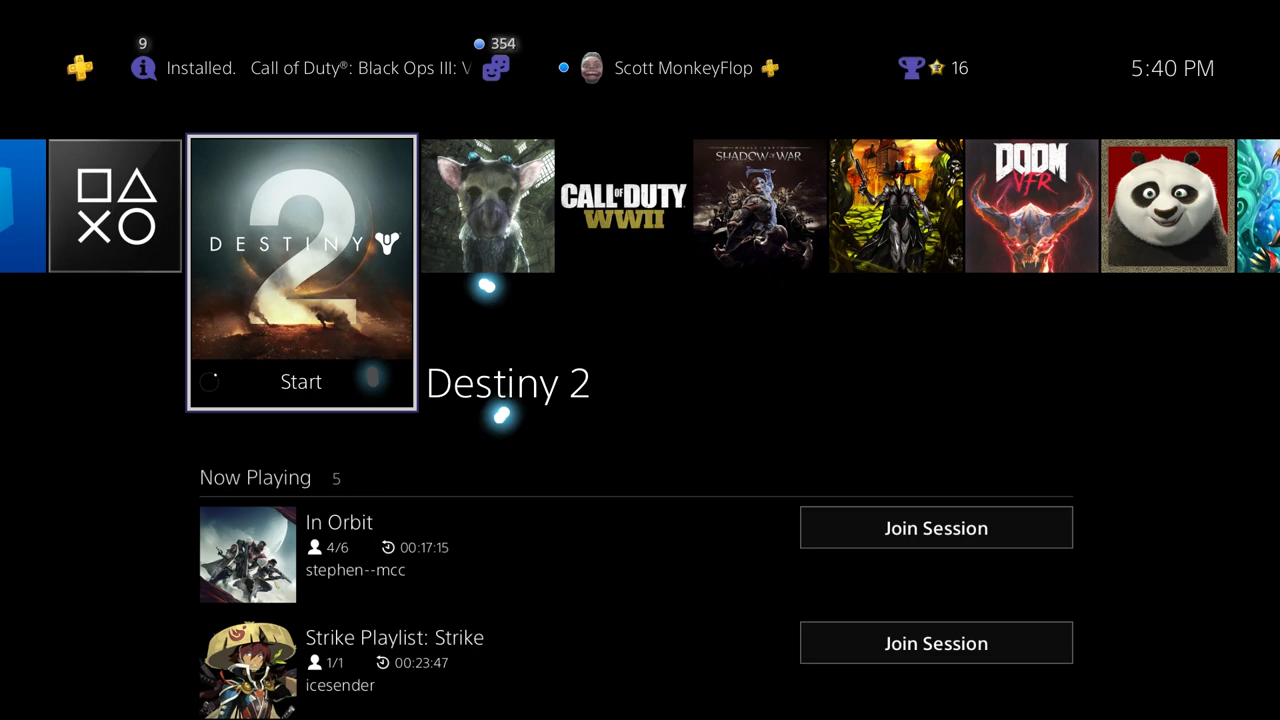 9
354
Installed. Call of Duty®: Black Ops III: V
Scott MonkeyFlop
16
5:40 PM
DESTINY
2
SHADOW OF WAR
CALL OF DUTY
WWII
DOOM
VFR
Start
Destiny 2
Now Playing 5
In Orbit
4/6 00:17:15
stephen--mcc
Join Session
Strike Playlist: Strike
1/1 00:23:47
icesender
Join Session